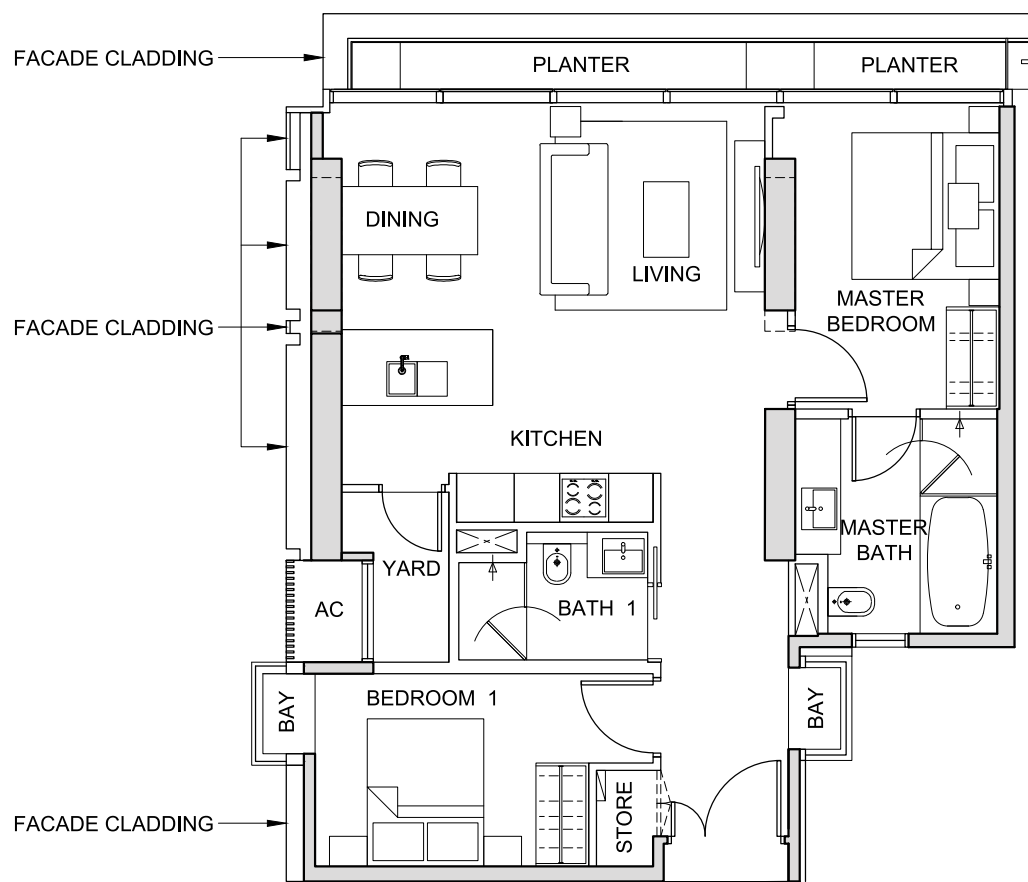 FACADE CLADDING
PLANTER
PLANTER
DINING
LIVING
MASTER
BEDROOM
FACADE CLADDING
KITCHEN
MASTER
BATH
YARD
AC
BATH 1
BEDROOM 1
BAY
BAY
STORE
FACADE CLADDING